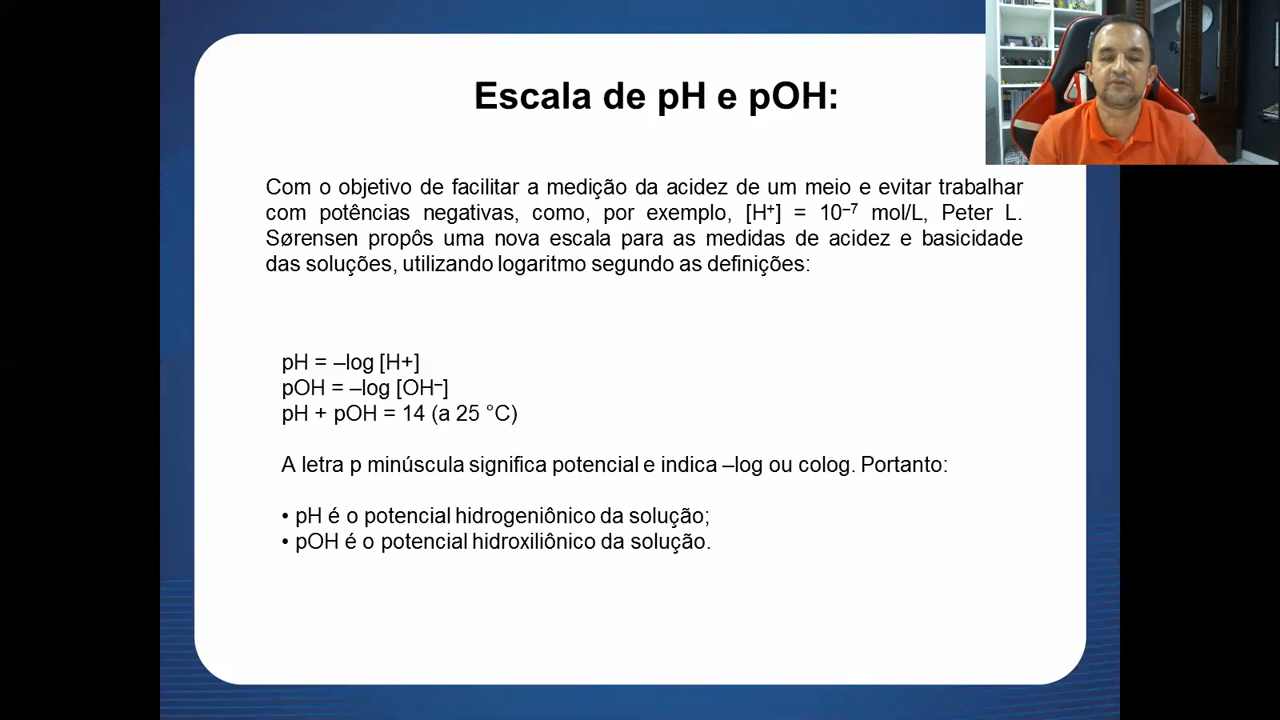 Escala de pH e pOH:
Com o objetivo de facilitar a medição da acidez de um meio e evitar trabalhar
com potências negativas, como, por exemplo, [H⁺] = 10⁻⁷ mol/L, Peter L.
Sørensen propôs uma nova escala para as medidas de acidez e basicidade
das soluções, utilizando logaritmo segundo as definições:
pH = –log [H+]
pOH = –log [OH⁻]
pH + pOH = 14 (a 25 °C)
A letra p minúscula significa potencial e indica –log ou colog. Portanto:
• pH é o potencial hidrogeniônico da solução;
• pOH é o potencial hidroxiliônico da solução.